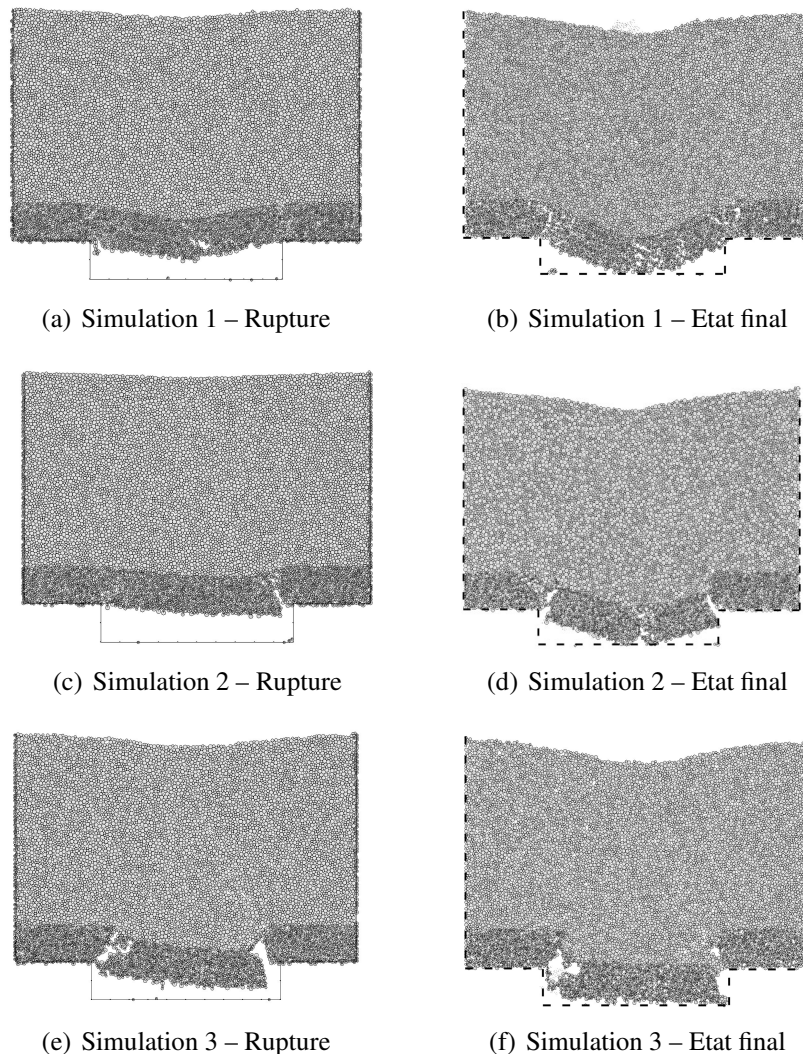 (a) Simulation 1 – Rupture
(b) Simulation 1 – Etat final
(c) Simulation 2 – Rupture
(d) Simulation 2 – Etat final
(e) Simulation 3 – Rupture
(f) Simulation 3 – Etat final